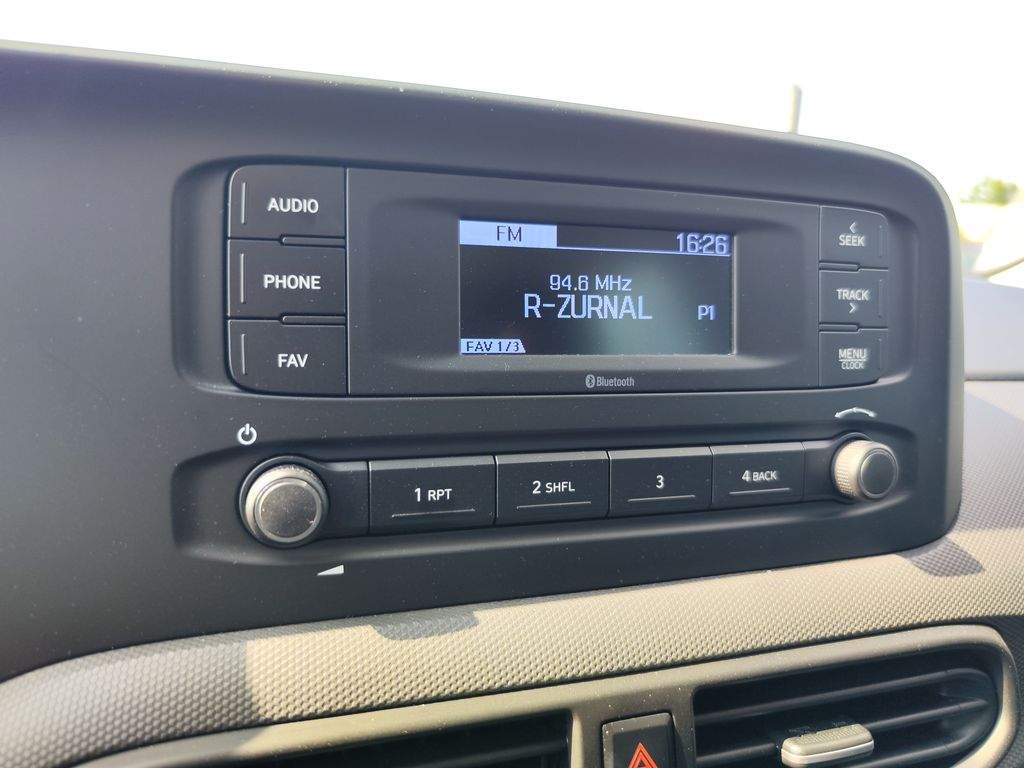 AUDIO
PHONE
FAV
FM 16:26
94.6 MHz
R-ZURNAL P1
FAV 1/3
Bluetooth
SEEK
TRACK
MENU
CLOCK
1 RPT
2 SHFL
3
4 BACK